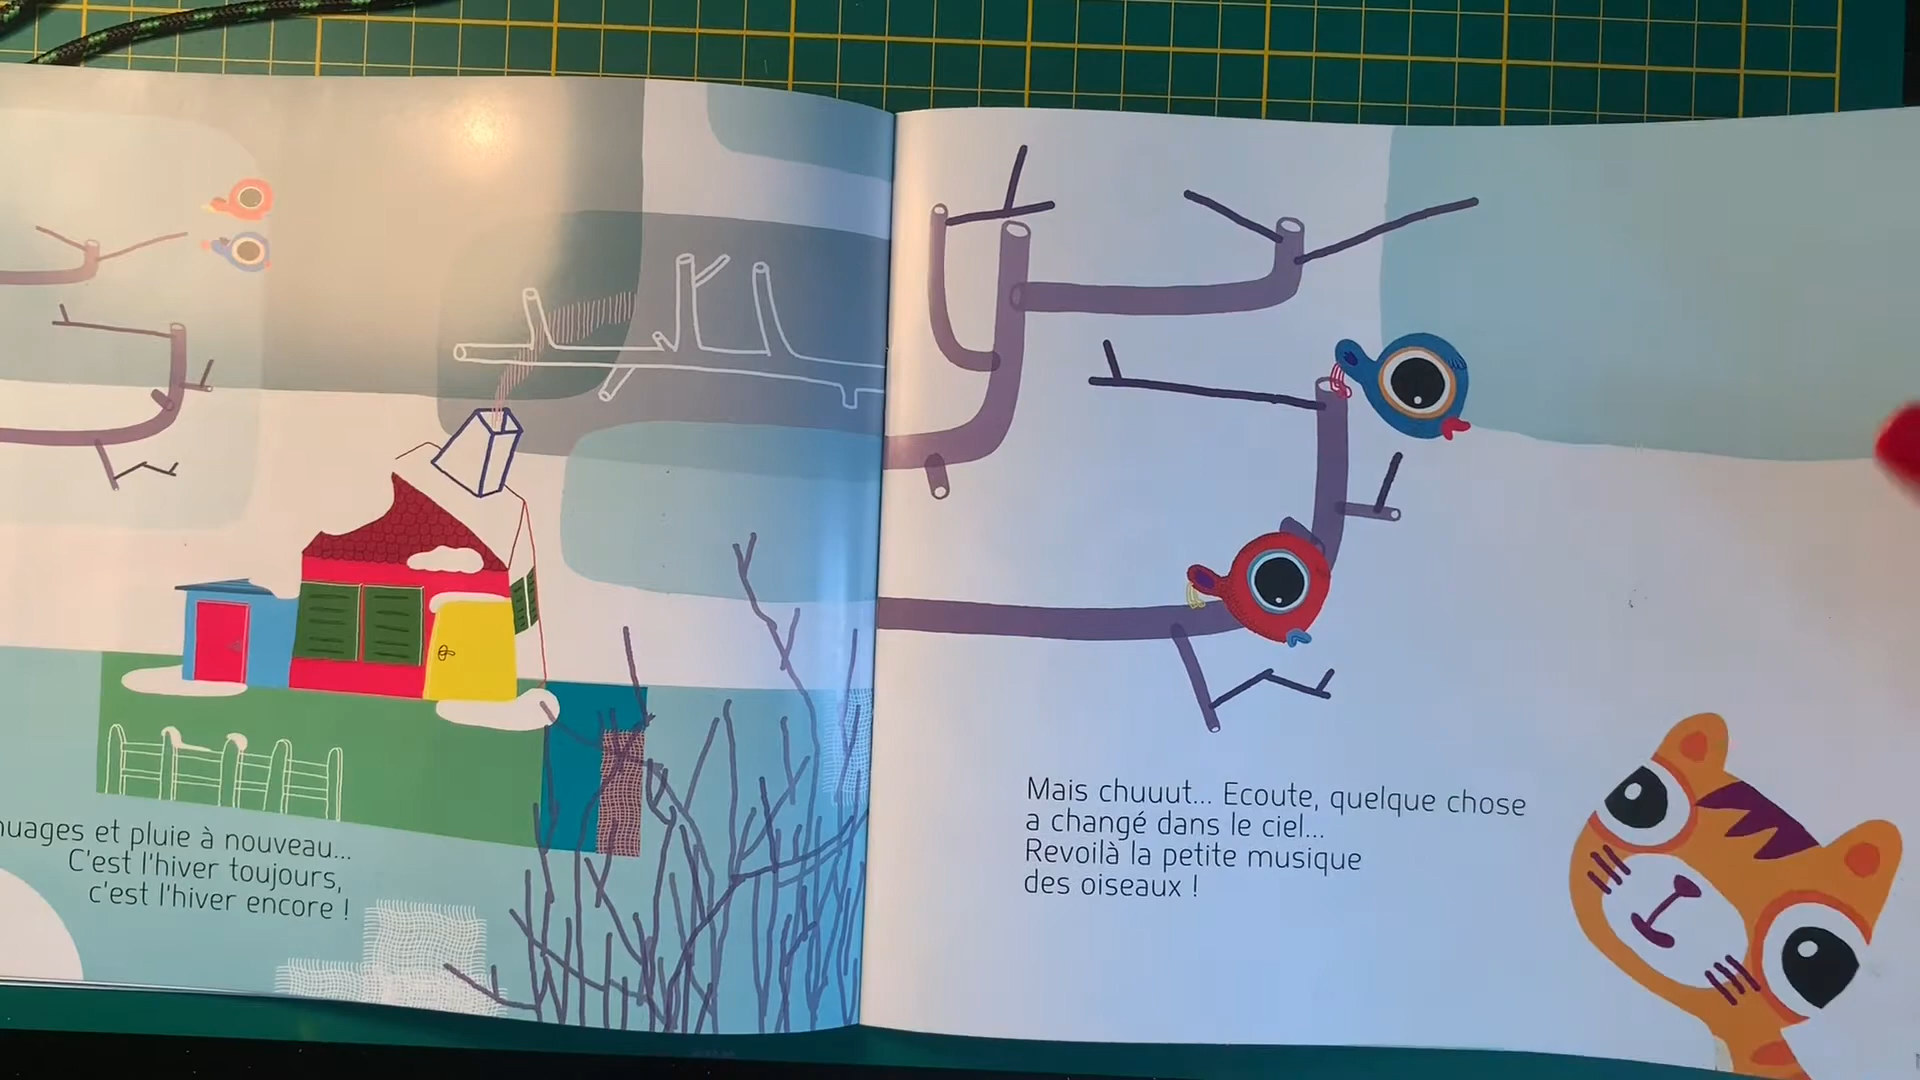 et pluie à nouveau...
C'est l'hiver toujours,
c'est l'hiver encore !
Mais chuuut... Ecoute, quelque chose
a changé dans le ciel...
Revoilà la petite musique
des oiseaux !